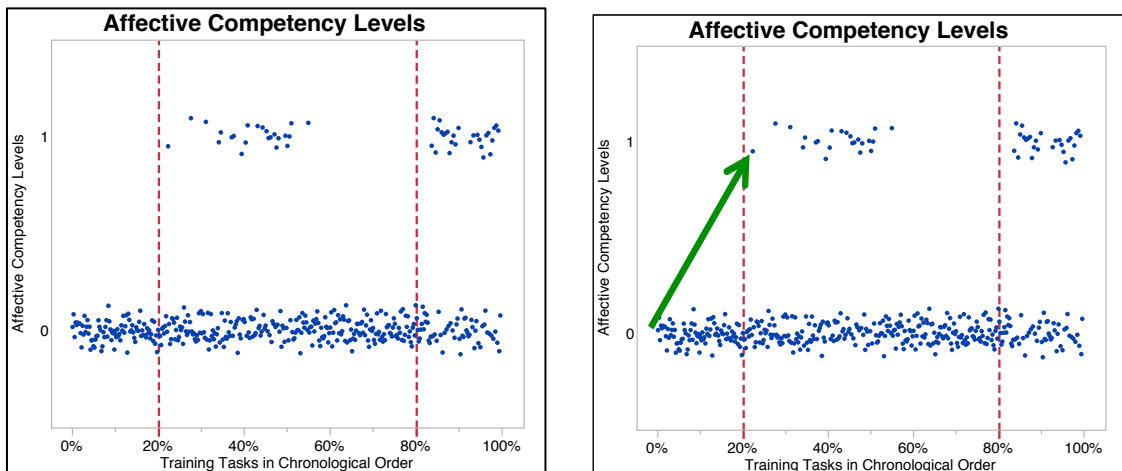 Affective Competency Levels
Affective Competency Levels
1
0
0% 20% 40% 60% 80% 100%
Training Tasks in Chronological Order
Affective Competency Levels
Affective Competency Levels
1
0
0% 20% 40% 60% 80% 100%
Training Tasks in Chronological Order